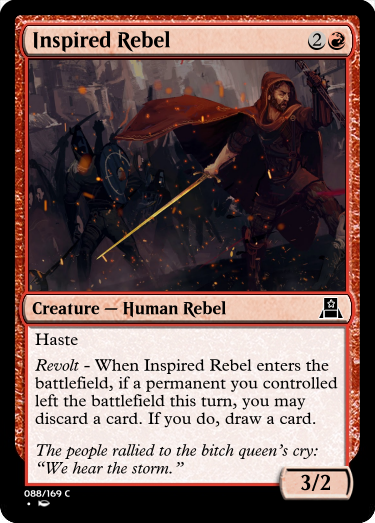 Inspired Rebel 2
Creature — Human Rebel
Haste
Revolt - When Inspired Rebel enters the
battlefield, if a permanent you controlled
left the battlefield this turn, you may
discard a card. If you do, draw a card.
The people rallied to the bitch queen's cry:
“We hear the storm.”
3/2
088/169 C